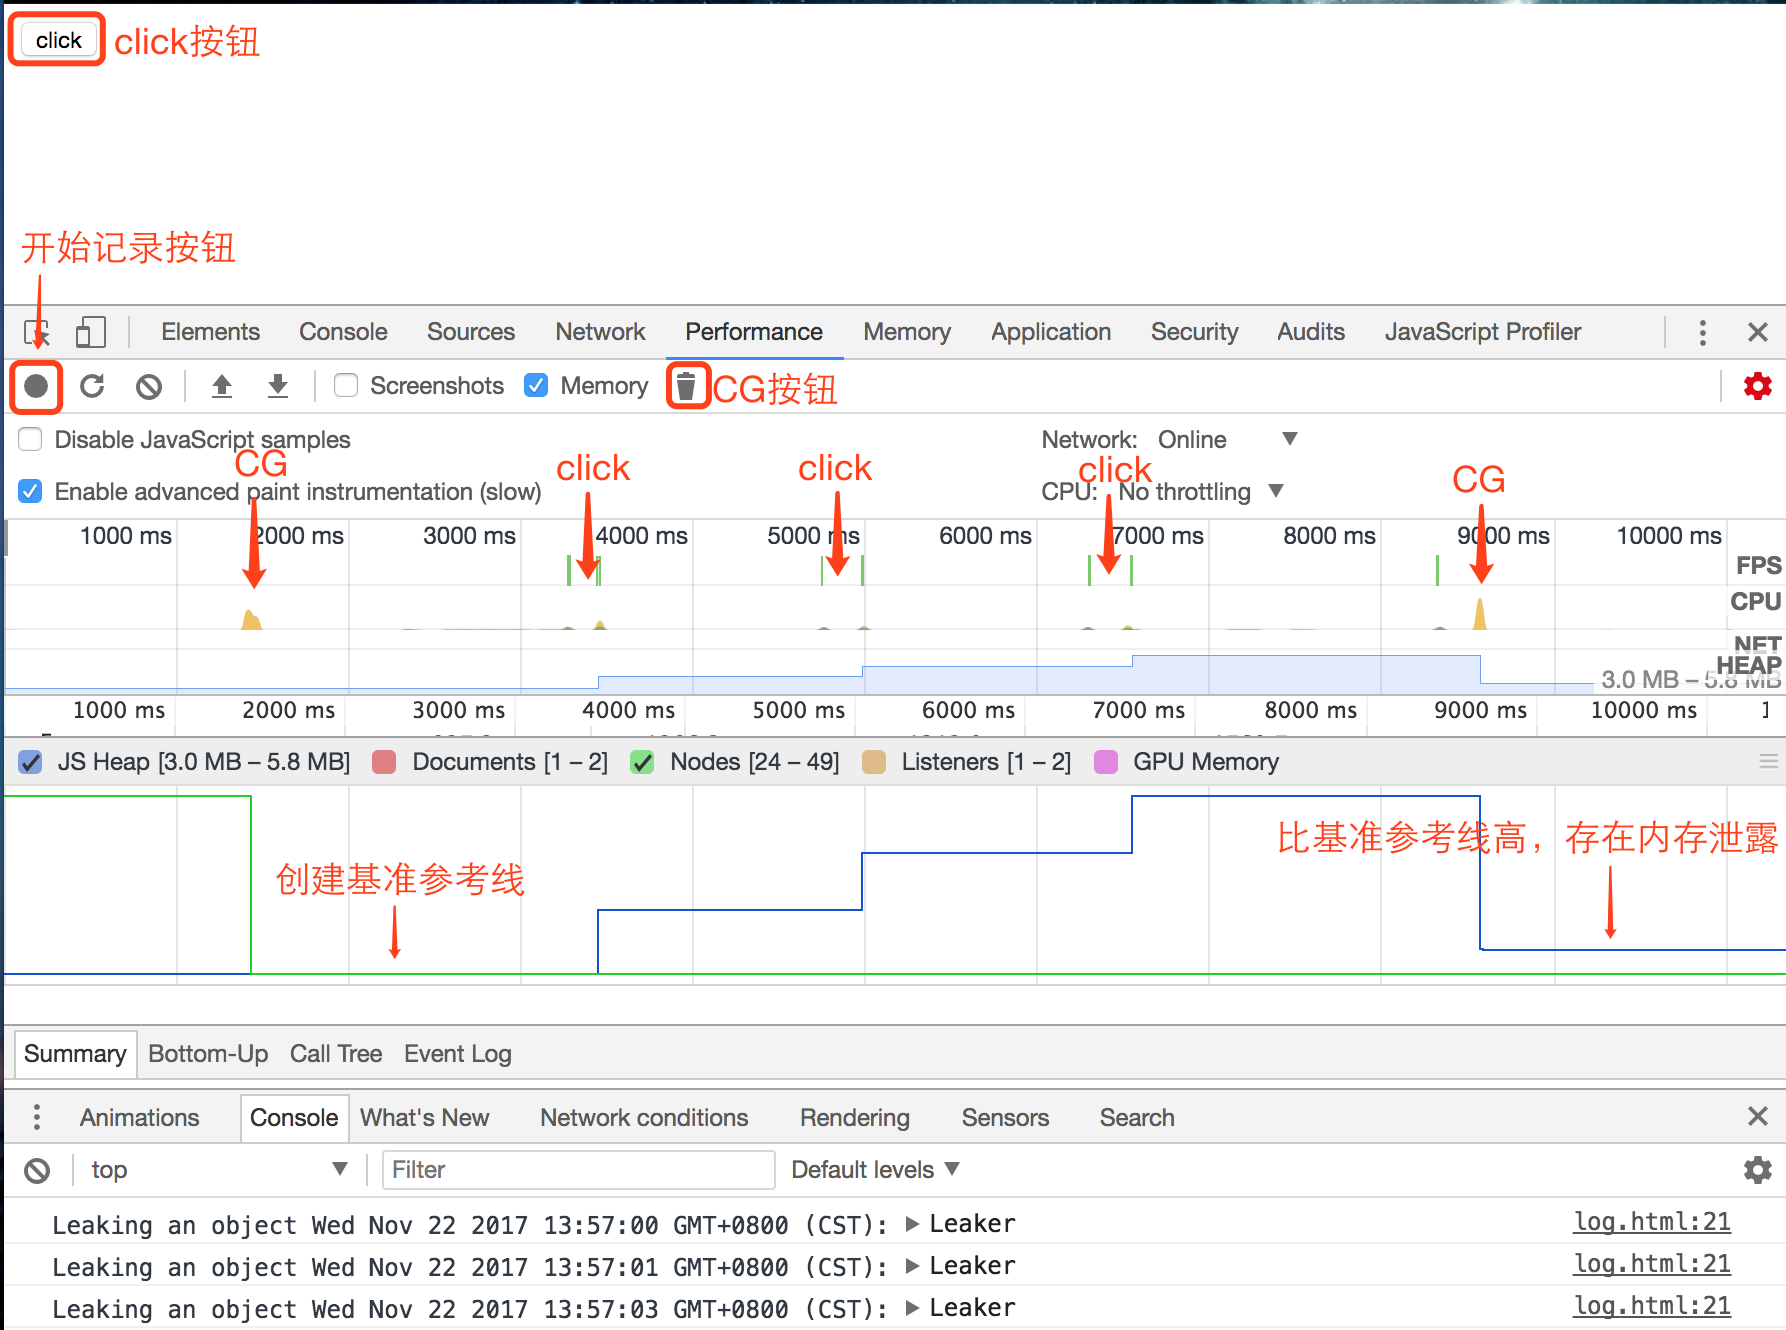 click click按钮
开始记录按钮
Elements Console Sources Network Performance Memory Application Security Audits JavaScript Profiler
Screenshots Memory CG按钮
Disable JavaScript samples Network: Online
CG click click click CG
Enable advanced paint instrumentation (slow) CPU: No throttling
1000 ms 2000 ms 3000 ms 4000 ms 5000 ms 6000 ms 7000 ms 8000 ms 9000 ms 10000 ms
FPS
CPU
NET
HEAP
3.0 MB – 5.8 MB
1000 ms 2000 ms 3000 ms 4000 ms 5000 ms 6000 ms 7000 ms 8000 ms 9000 ms 10000 ms 1
JS Heap [3.0 MB – 5.8 MB] Documents [1 – 2] Nodes [24 – 49] Listeners [1 – 2] GPU Memory
比基准参考线高，存在内存泄露
创建基准参考线
Summary Bottom-Up Call Tree Event Log
Animations Console What's New Network conditions Rendering Sensors Search
top Filter Default levels
Leaking an object Wed Nov 22 2017 13:57:00 GMT+0800 (CST): Leaker log.html:21
Leaking an object Wed Nov 22 2017 13:57:01 GMT+0800 (CST): Leaker log.html:21
Leaking an object Wed Nov 22 2017 13:57:03 GMT+0800 (CST): Leaker log.html:21